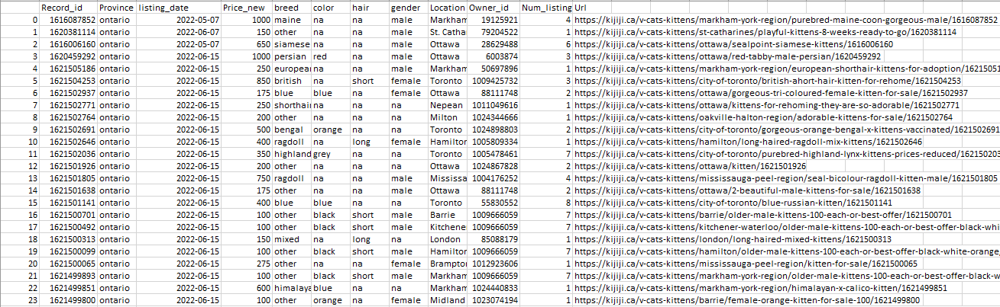 Record_id Province listing_date Price_new breed color hair gender Location Owner_id Num_listing Url
0 1616087852 ontario 2022-05-07 1000 maine na na male Markham 19125921 4 https://kijiji.ca/v-cats-kittens/markham-york-region/purebred-maine-coon-gorgeous-male/1616087852
1 1620381114 ontario 2022-06-07 150 other na na male St. Cathar 79204522 1 https://kijiji.ca/v-cats-kittens/st-catharines/playful-kittens-8-weeks-ready-to-go/1620381114
2 1616006160 ontario 2022-05-07 650 siamese na na male Ottawa 28629488 6 https://kijiji.ca/v-cats-kittens/ottawa/sealpoint-siamese-kittens/1616006160
3 1620459292 ontario 2022-06-15 1000 persian red na male Ottawa 6003874 3 https://kijiji.ca/v-cats-kittens/ottawa/red-tabby-male-persian/1620459292
4 1621505186 ontario 2022-06-15 250 europea na na male Markham 50697896 1 https://kijiji.ca/v-cats-kittens/markham-york-region/european-shorthair-kittens-for-adoption/16215051
5 1621504253 ontario 2022-06-15 850 british na short female Toronto 1009425732 3 https://kijiji.ca/v-cats-kittens/city-of-toronto/british-ahort-hair-kitten-for-rehome/1621504253
6 1621502937 ontario 2022-06-15 175 blue blue na female Ottawa 88111748 2 https://kijiji.ca/v-cats-kittens/ottawa/gorgeous-tri-coloured-female-kitten-for-sale/1621502937
7 1621502771 ontario 2022-06-15 250 shorthair na na na Nepean 1011049616 1 https://kijiji.ca/v-cats-kittens/ottawa/kittens-for-rehoming-they-are-so-adorable/1621502771
8 1621502764 ontario 2022-06-15 200 other na na na Milton 1024344666 1 https://kijiji.ca/v-cats-kittens/oakville-halton-region/adorable-kittens-for-sale/1621502764
9 1621502691 ontario 2022-06-15 500 bengal orange na na Toronto 1024898803 2 https://kijiji.ca/v-cats-kittens/city-of-toronto/gorgeous-orange-bengal-x-kittens-vaccinated/1621502691
10 1621502646 ontario 2022-06-15 400 ragdoll na long female Hamilton 1005809334 1 https://kijiji.ca/v-cats-kittens/hamilton/long-haired-ragdoll-mix-kittens/1621502646
11 1621502036 ontario 2022-06-15 350 highland grey na na Toronto 1005478461 7 https://kijiji.ca/v-cats-kittens/city-of-toronto/purebred-highland-lynx-kittens-prices-reduced/162150203
12 1621501926 ontario 2022-06-15 200 other na na na Ottawa 1024867828 2 https://kijiji.ca/v-cats-kittens/ottawa/kitten/1621501926
13 1621501805 ontario 2022-06-15 750 ragdoll na na male Mississa 1004176252 4 https://kijiji.ca/v-cats-kittens/mississauga-peel-region/seal-bicolour-ragdoll-kitten-male/1621501805
14 1621501638 ontario 2022-06-15 175 other na na male Ottawa 88111748 2 https://kijiji.ca/v-cats-kittens/ottawa/2-beautiful-male-kittens-for-sale/1621501638
15 1621501141 ontario 2022-06-15 400 blue blue na na Toronto 55830552 8 https://kijiji.ca/v-cats-kittens/city-of-toronto/blue-russian-kitten/1621501141
16 1621500701 ontario 2022-06-15 100 other black short male Barrie 1009666059 7 https://kijiji.ca/v-cats-kittens/barrie/older-male-kittens-100-each-or-best-offer/1621500701
17 1621500492 ontario 2022-06-15 100 other black short male Kitchener 1009666059 7 https://kijiji.ca/v-cats-kittens/kitchener-waterloo/older-male-kittens-100-each-or-best-offer-black-whi
18 1621500313 ontario 2022-06-15 150 mixed na long na London 85088179 1 https://kijiji.ca/v-cats-kittens/london/long-haired-mixed-kittens/1621500313
19 1621500099 ontario 2022-06-15 100 other black short male Hamilton 1009666059 7 https://kijiji.ca/v-cats-kittens/hamilton/older-male-kittens-100-each-or-best-offer-black-white-orange
20 1621500065 ontario 2022-06-15 275 other na na female Brampton 1012923606 1 https://kijiji.ca/v-cats-kittens/mississauga-peel-region/kitten-for-sale/1621500065
21 1621499893 ontario 2022-06-15 100 other black short male Markham 1009666059 7 https://kijiji.ca/v-cats-kittens/markham-york-region/older-male-kittens-100-each-or-best-offer-black-w
22 1621499851 ontario 2022-06-15 600 himalaya blue na na Markham 1024440833 1 https://kijiji.ca/v-cats-kittens/markham-york-region/himalayan-x-calico-kitten/1621499851
23 1621499800 ontario 2022-06-15 100 other orange na female Midland 1023074194 1 https://kijiji.ca/v-cats-kittens/barrie/female-orange-kitten-for-sale-100/1621499800